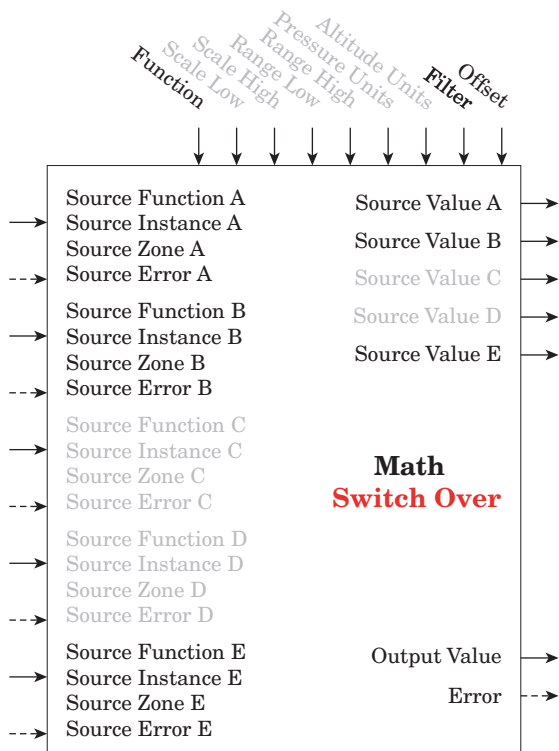 Function
Scale Low
Scale High
Range Low
Range High
Pressure Units
Altitude Units
Filter
Offset
Source Function A
Source Instance A
Source Zone A
Source Error A
Source Function B
Source Instance B
Source Zone B
Source Error B
Source Function C
Source Instance C
Source Zone C
Source Error C
Source Function D
Source Instance D
Source Zone D
Source Error D
Source Function E
Source Instance E
Source Zone E
Source Error E
Source Value A
Source Value B
Source Value C
Source Value D
Source Value E
Math
Switch Over
Output Value
Error